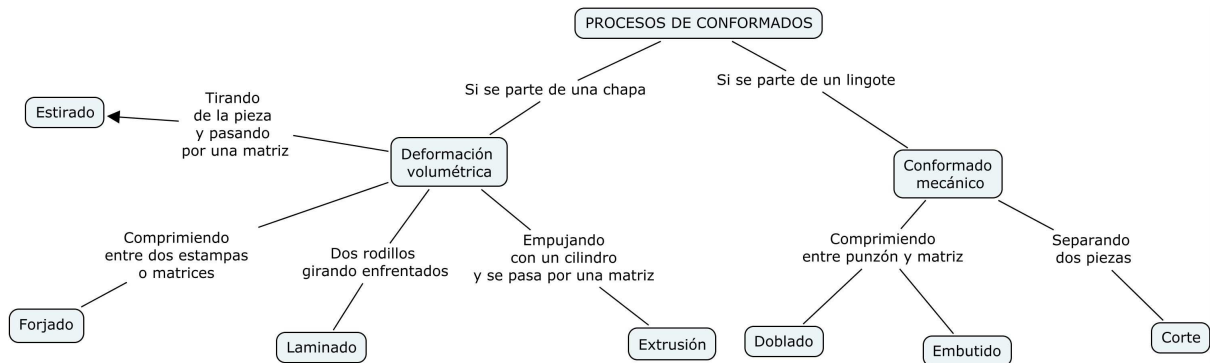 PROCESOS DE CONFORMADOS
Si se parte de una chapa
Si se parte de un lingote
Estirado
Tirando
de la pieza
y pasando
por una matriz
Deformación
volumétrica
Conformado
mecánico
Comprimiendo
entre dos estampas
o matrices
Dos rodillos
girando enfrentados
Empujando
con un cilindro
y se pasa por una matriz
Comprimiendo
entre punzón y matriz
Separando
dos piezas
Forjado
Laminado
Extrusión
Doblado
Embutido
Corte